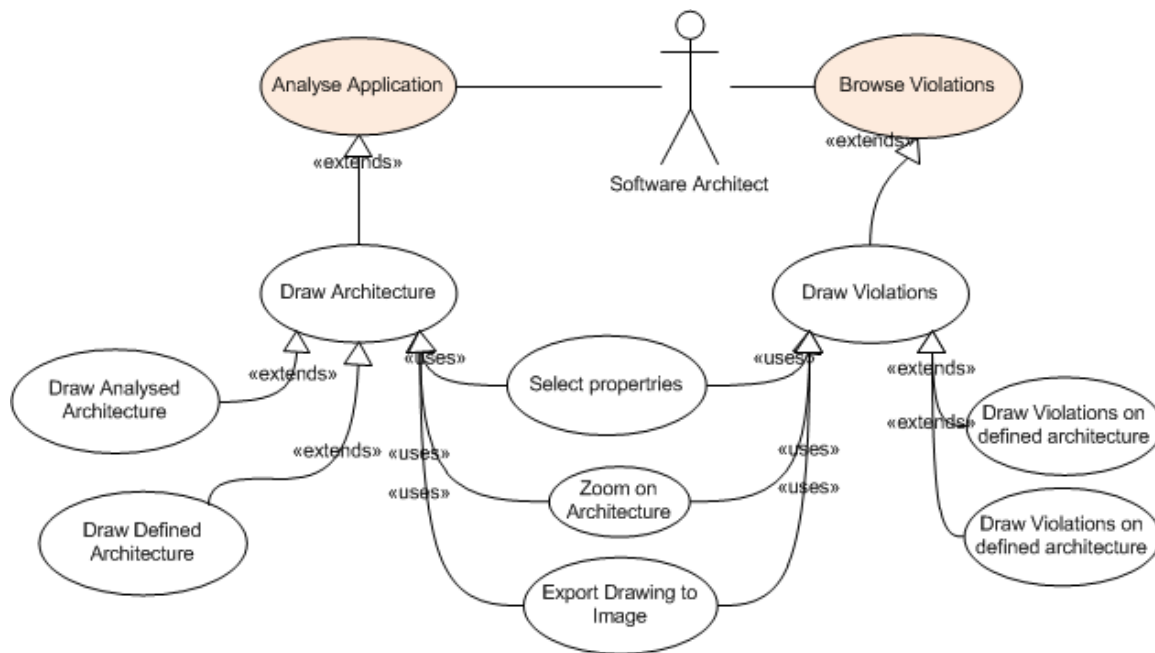 Analyse Application
Browse Violations
«extends»
«extends»
Software Architect
Draw Architecture
Draw Violations
«uses»
«uses»
«extends»
«extends»
Draw Analysed
Architecture
Select propertries
Draw Violations on
defined architecture
«extends»
«extends»
«uses»
«uses»
Zoom on
Architecture
«uses»
«uses»
Draw Defined
Architecture
Draw Violations on
defined architecture
Export Drawing to
Image